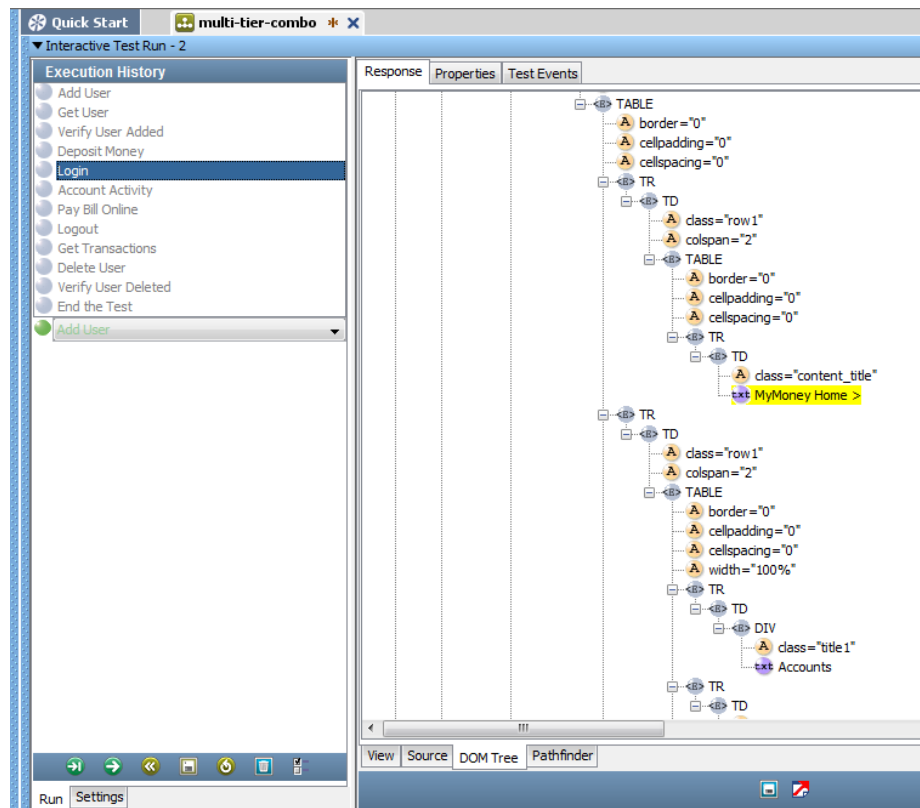 Quick Start
multi-tier-combo
Interactive Test Run - 2
Execution History
Add User
Get User
Verify User Added
Deposit Money
Login
Account Activity
Pay Bill Online
Logout
Get Transactions
Delete User
Verify User Deleted
End the Test
Add User
Run Settings
Response Properties Test Events
<E> TABLE
A border="0"
A cellpadding="0"
A cellspacing="0"
<E> TR
<E> TD
A class="row1"
A colspan="2"
<E> TABLE
A border="0"
A cellpadding="0"
A cellspacing="0"
<E> TR
<E> TD
A class="content_title"
txt MyMoney Home >
<E> TR
<E> TD
A class="row1"
A colspan="2"
<E> TABLE
A border="0"
A cellpadding="0"
A cellspacing="0"
A width="100%"
<E> TR
<E> TD
<E> DIV
A class="title1"
txt Accounts
<E> TR
<E> TD
View Source DOM Tree Pathfinder